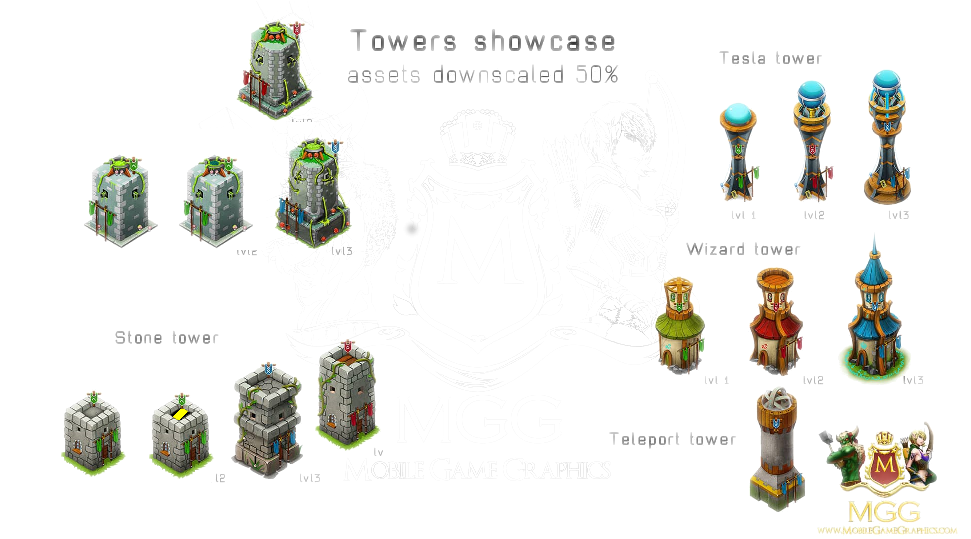 Towers showcase
assets downscaled 50%
Tesla tower
lvl 1
lvl2
lvl3
lvl2
lvl3
Wizard tower
lvl 1
lvl2
lvl3
Stone tower
l2
lvl3
lv
Teleport tower
MGG
MOBILE GAME GRAPHICS
M
MGG
WWW.MOBILEGAMEGRAPHICS.COM